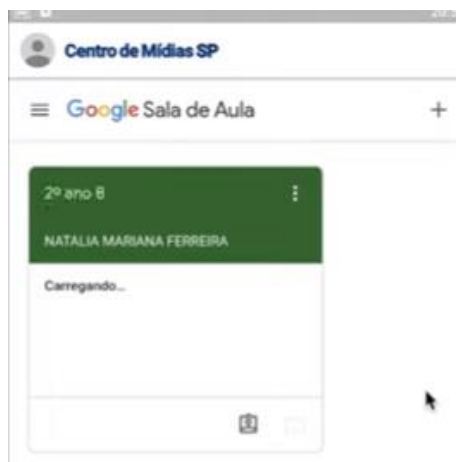 Centro de Mídias SP
Google Sala de Aula
2º ano B
NATALIA MARIANA FERREIRA
Carregando...